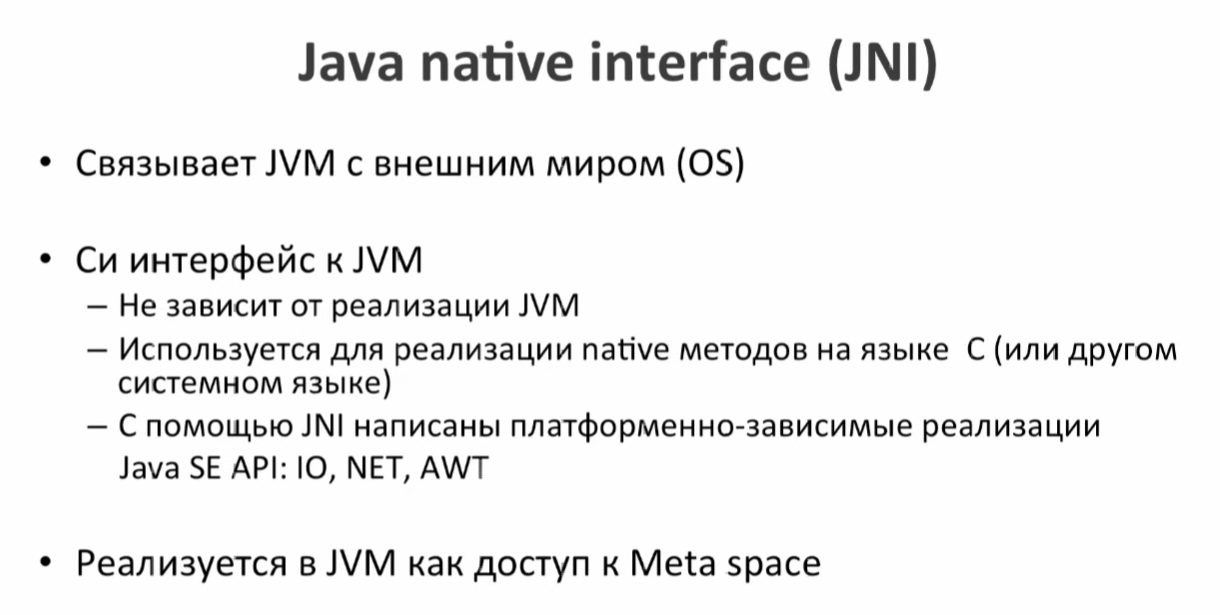 Java native interface (JNI)
• Связывает JVM с внешним миром (OS)
• Си интерфейс к JVM
– Не зависит от реализации JVM
– Используется для реализации native методов на языке  C (или другом
системном языке)
– С помощью JNI написаны платформенно-зависимые реализации
Java SE API: IO, NET, AWT
• Реализуется в JVM как доступ к Meta space